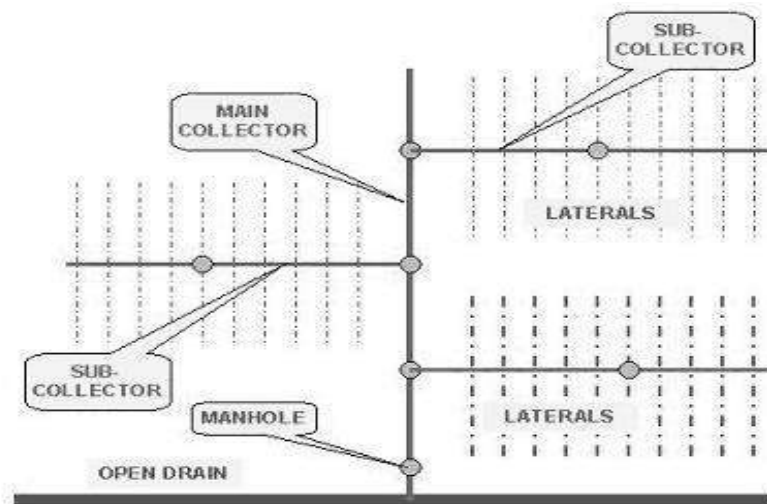 SUB-
COLLECTOR
MAIN
COLLECTOR
LATERALS
SUB-
COLLECTOR
MANHOLE
LATERALS
OPEN DRAIN